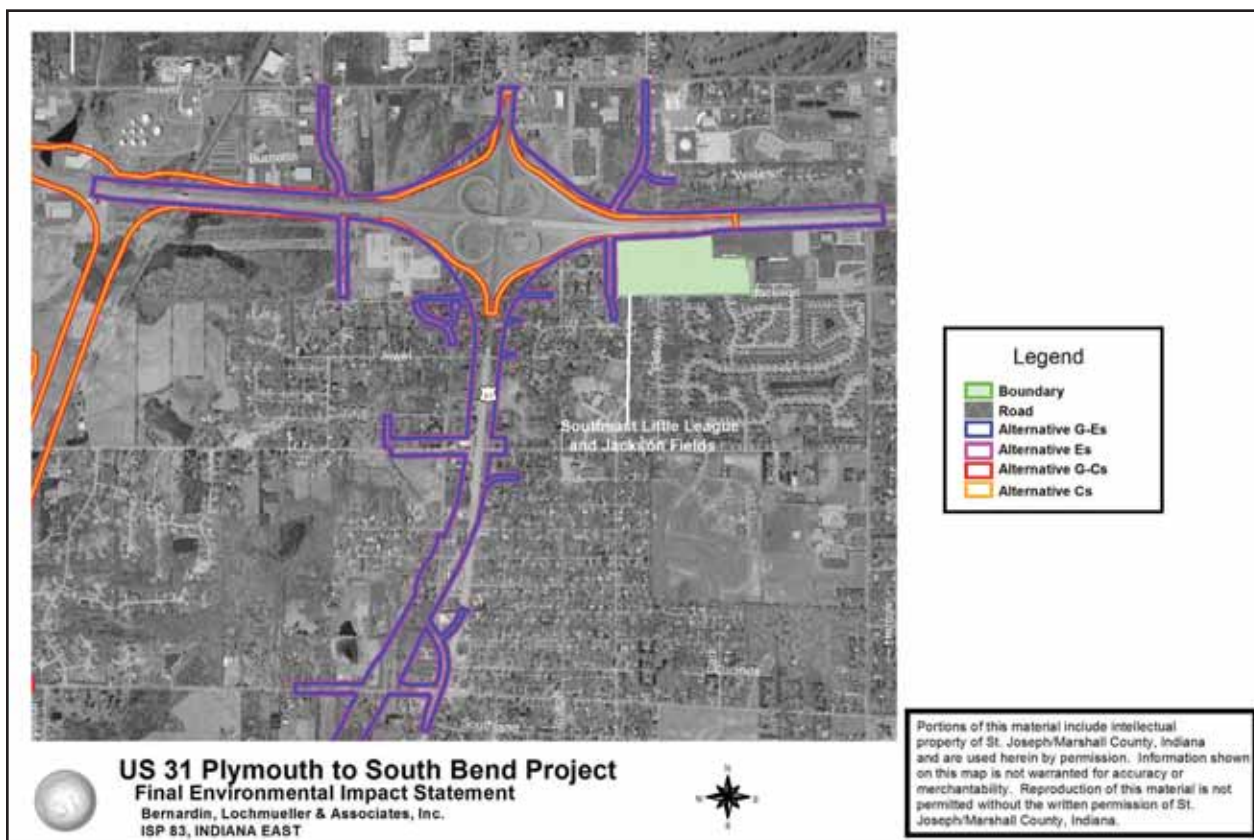 Southeast Little League
and Jackson Fields
31
Legend
Boundary
Road
Alternative G-Es
Alternative Es
Alternative G-Cs
Alternative Cs
US 31 Plymouth to South Bend Project
Final Environmental Impact Statement
Bernardin, Lochmueller & Associates, Inc.
ISP 83, INDIANA EAST
N
Portions of this material include intellectual
property of St. Joseph/Marshall County, Indiana
and are used herein by permission. Information shown
on this map is not warranted for accuracy or
merchantability. Reproduction of this material is not
permitted without the written permission of St.
Joseph/Marshall County, Indiana.